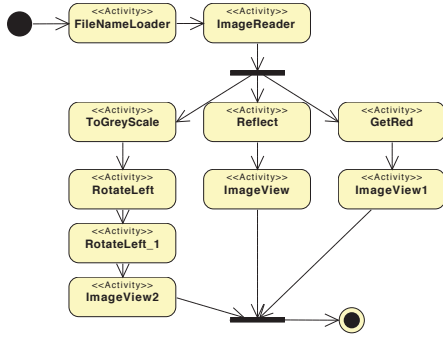 <<Activity>>
FileNameLoader
<<Activity>>
ImageReader
<<Activity>>
ToGreyScale
<<Activity>>
Reflect
<<Activity>>
GetRed
<<Activity>>
RotateLeft
<<Activity>>
ImageView
<<Activity>>
ImageView1
<<Activity>>
RotateLeft_1
<<Activity>>
ImageView2